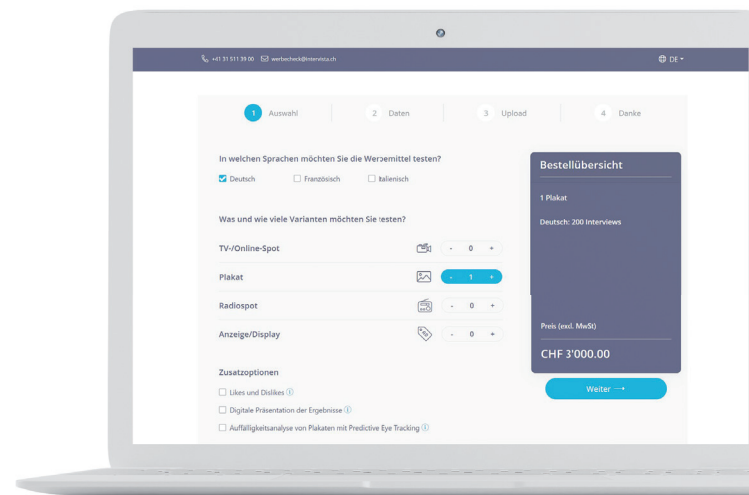 +41 31 511 39 00 werbecheck@intervista.ch DE
1 Auswahl 2 Daten 3 Upload 4 Danke
In welchen Sprachen möchten Sie die Werbemittel testen?
Deutsch Französisch Italienisch
Was und wie viele Varianten möchten Sie testen?
TV-/Online-Spot - 0 +
Plakat - 1 +
Radiospot - 0 +
Anzeige/Display - 0 +
Zusatzoptionen
Likes und Dislikes
Digitale Präsentation der Ergebnisse
Auffälligkeitsanalyse von Plakaten mit Predictive Eye Tracking
Bestellübersicht
1 Plakat
Deutsch: 200 Interviews
Preis (exd. MwSt)
CHF 3'000.00
Weiter →